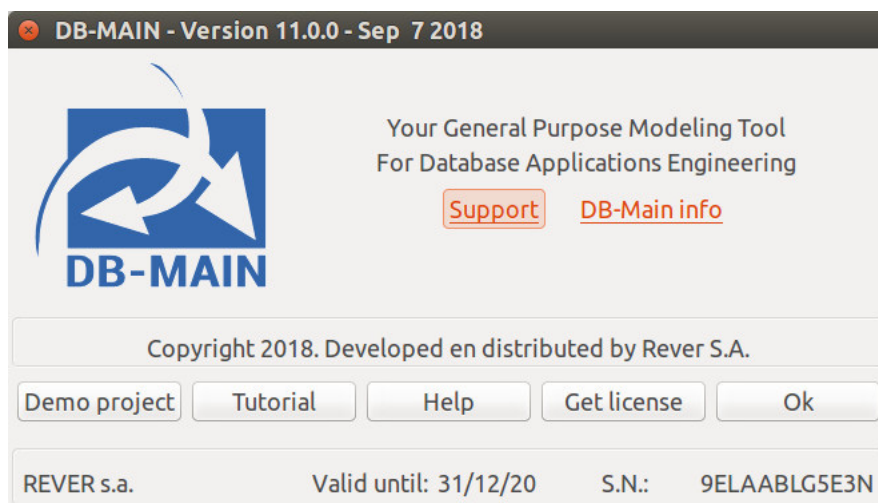 DB-MAIN - Version 11.0.0 - Sep 7 2018
Your General Purpose Modeling Tool
For Database Applications Engineering
Support DB-Main info
DB-MAIN
Copyright 2018. Developed en distributed by Rever S.A.
Demo project Tutorial Help Get license Ok
REVER s.a. Valid until: 31/12/20 S.N.: 9ELAABLG5E3N